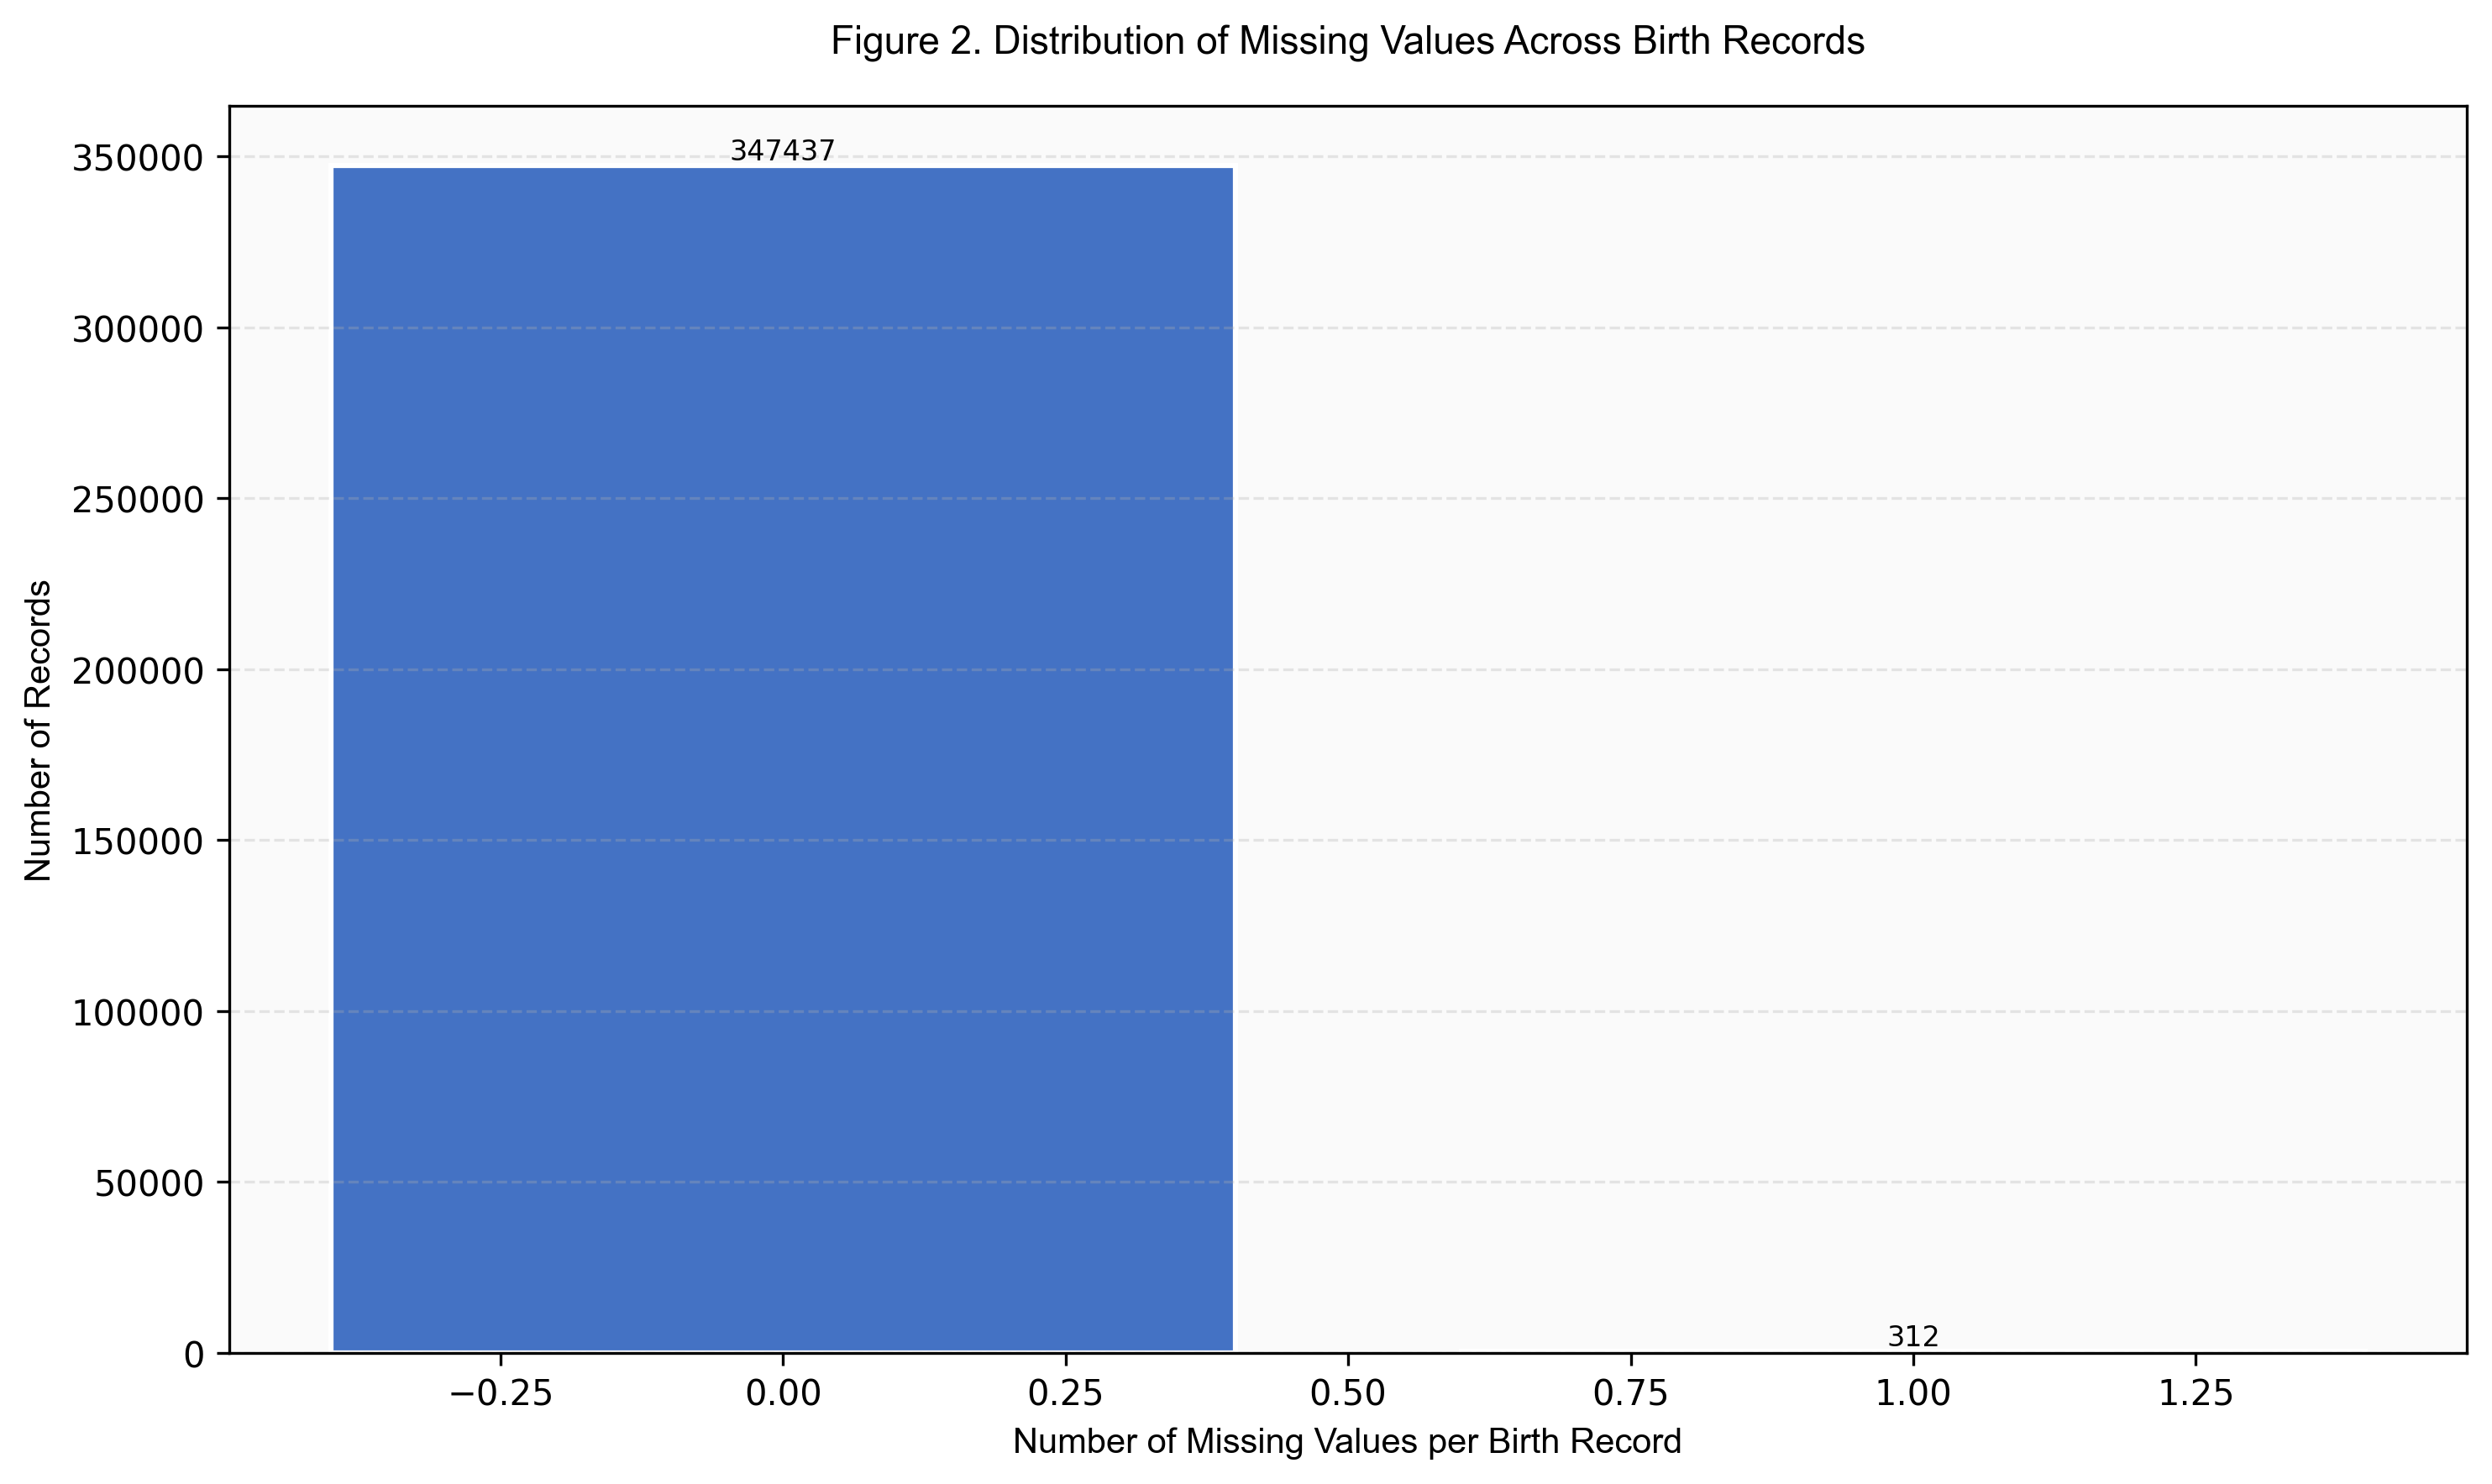 Figure 2. Distribution of Missing Values Across Birth Records
347437
350000
300000
250000
200000
150000
100000
50000
0
Number of Records
312
−0.25 0.00 0.25 0.50 0.75 1.00 1.25
Number of Missing Values per Birth Record